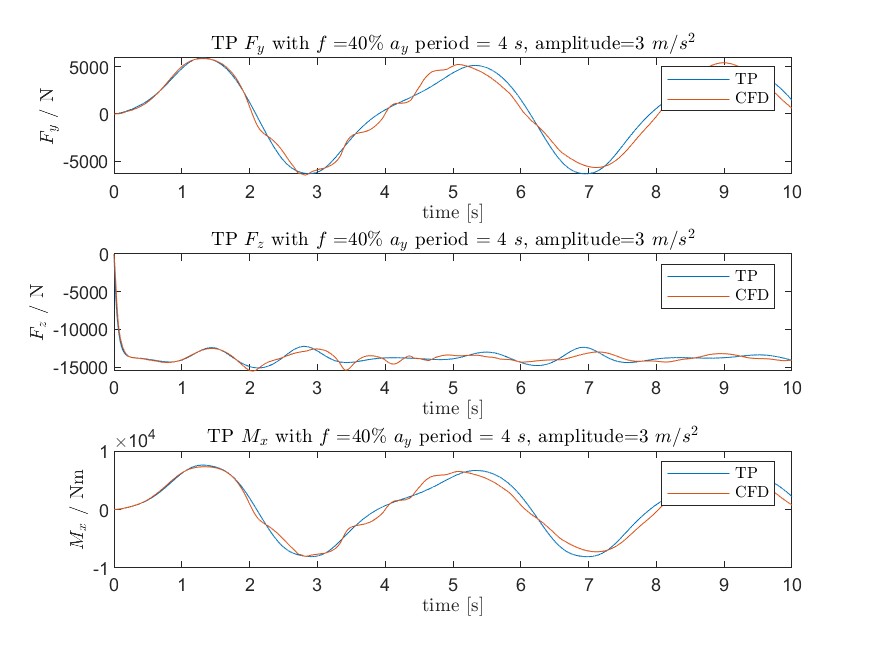 TP F_y with f =40% a_y period = 4 s, amplitude=3 m/s²
5000
0
-5000
F_y / N
TP
CFD
0 1 2 3 4 5 6 7 8 9 10
time [s]
TP F_z with f =40% a_y period = 4 s, amplitude=3 m/s²
0
-5000
-10000
-15000
F_z / N
TP
CFD
0 1 2 3 4 5 6 7 8 9 10
time [s]
TP M_x with f =40% a_y period = 4 s, amplitude=3 m/s²
×10⁴
1
0
-1
M_x / Nm
TP
CFD
0 1 2 3 4 5 6 7 8 9 10
time [s]